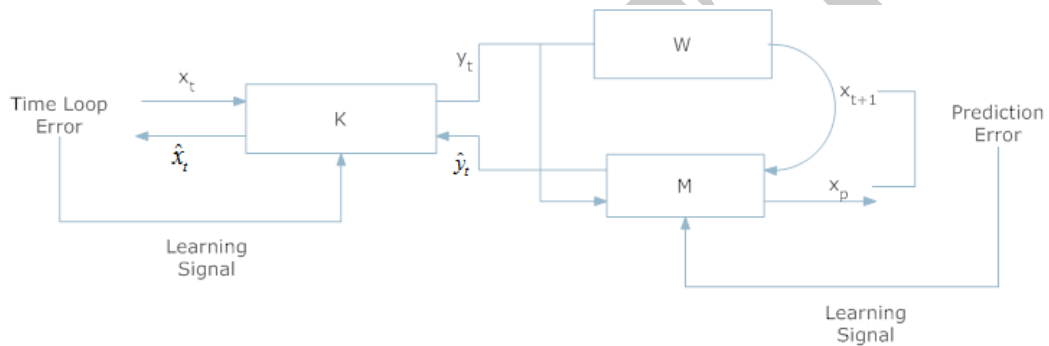 Time Loop
Error
x_t
x̂_t
K
y_t
ŷ_t
W
M
x_{t+1}
x_p
Prediction
Error
Learning
Signal
Learning
Signal